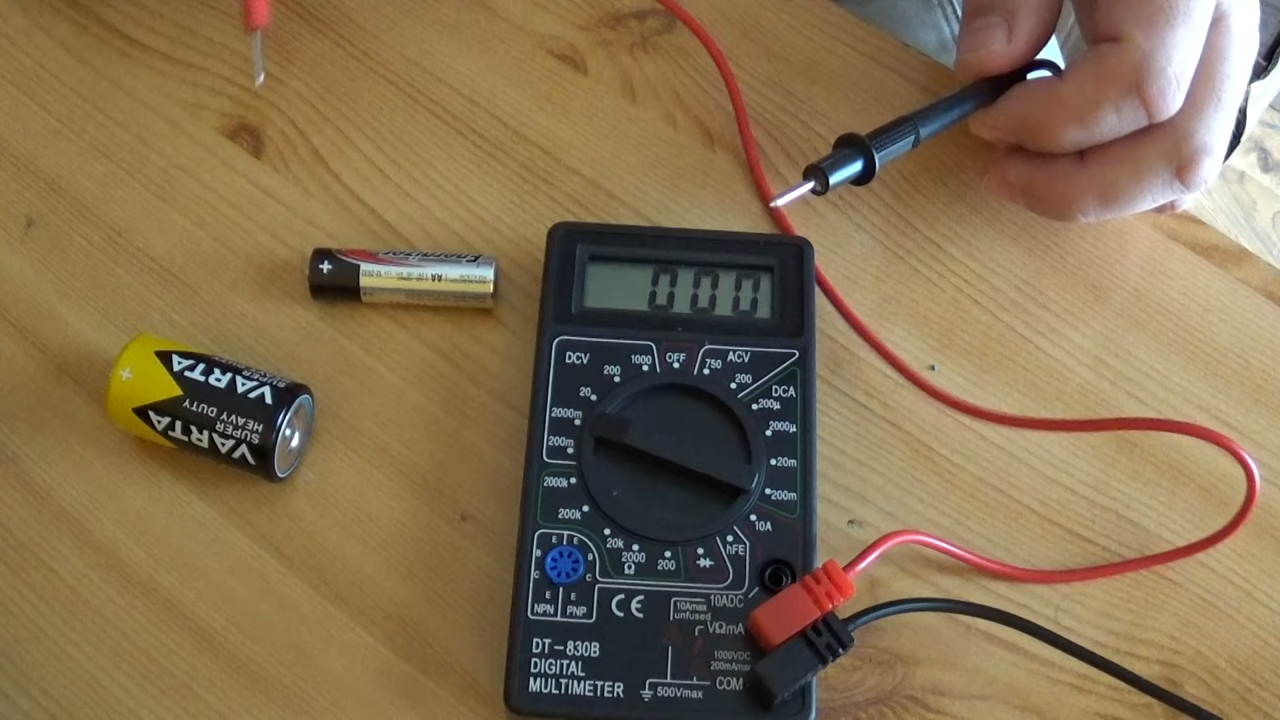 000
DCV
1000
OFF
750
ACV
200
200
DCA
20
200µ
2000m
2000µ
200m
20m
2000k
200m
200k
10A
20k
2000
Ω
200
hFE
E E
B B
C C
E E
NPN PNP
CE
10Amax
unfused
10ADC
VΩmA
1000VDC
200mAmax
COM
500Vmax
DT-830B
DIGITAL
MULTIMETER
+
Energizer
AA
+
VARTA
SUPER
HEAVY DUTY
VARTA